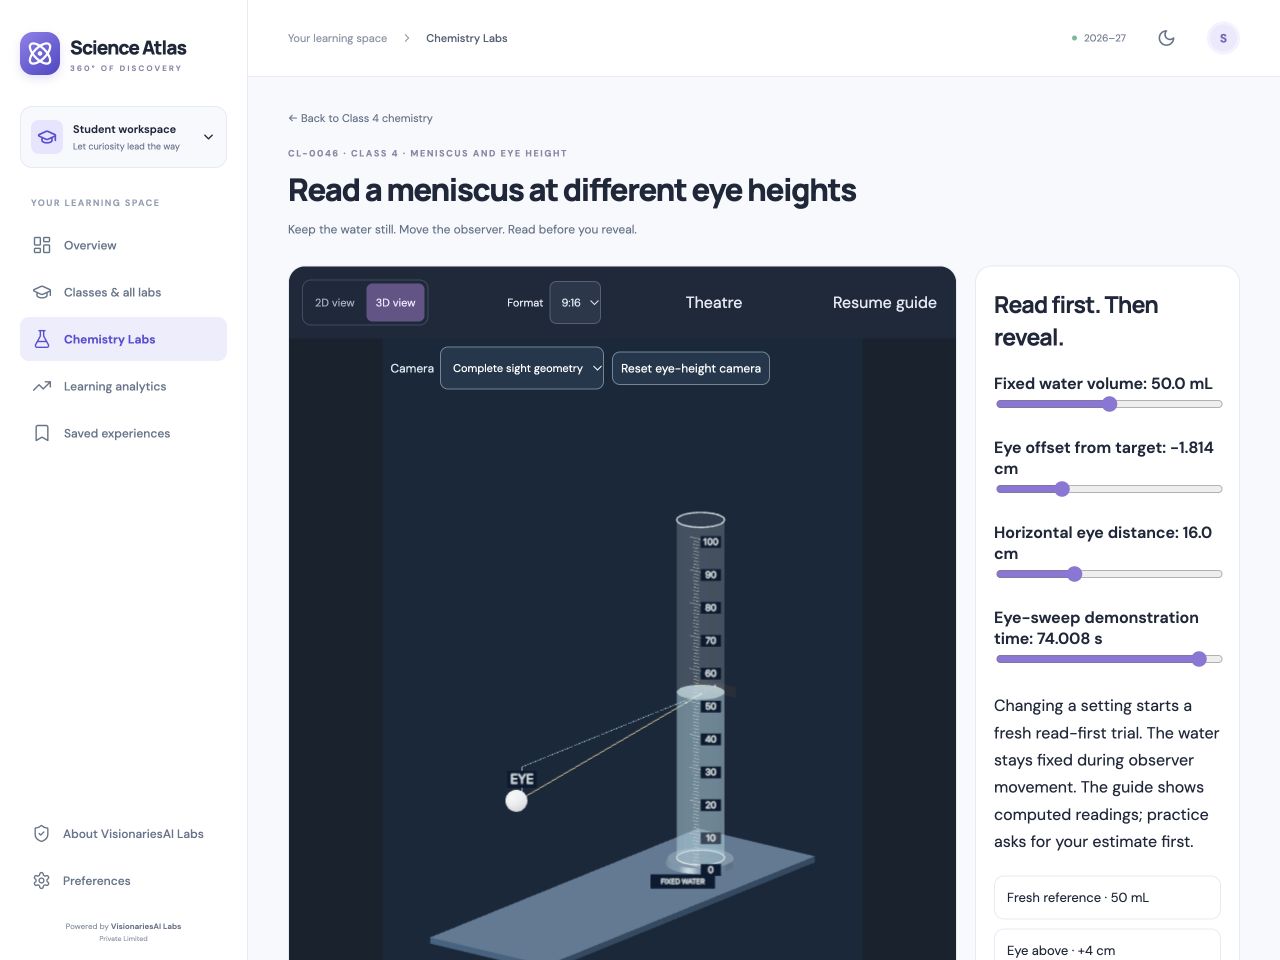 Science Atlas
360° OF DISCOVERY
Student workspace
Let curiosity lead the way
YOUR LEARNING SPACE
Overview
Classes & all labs
Chemistry Labs
Learning analytics
Saved experiences
About VisionariesAI Labs
Preferences
Powered by VisionariesAI Labs
Private Limited
Your learning space
Chemistry Labs
2026–27
S
← Back to Class 4 chemistry
CL-0046 · CLASS 4 · MENISCUS AND EYE HEIGHT
Read a meniscus at different eye heights
Keep the water still. Move the observer. Read before you reveal.
2D view
3D view
Format
9:16
Theatre
Resume guide
Camera
Complete sight geometry
Reset eye-height camera
100
90
80
70
60
50
40
30
20
10
0
EYE
FIXED WATER
Read first. Then
reveal.
Fixed water volume: 50.0 mL
Eye offset from target: -1.814
cm
Horizontal eye distance: 16.0
cm
Eye-sweep demonstration
time: 74.008 s
Changing a setting starts a
fresh read-first trial. The water
stays fixed during observer
movement. The guide shows
computed readings; practice
asks for your estimate first.
Fresh reference · 50 mL
Eye above · +4 cm